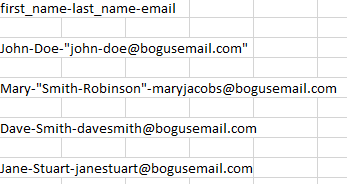 first_name-last_name-email
John-Doe-"john-doe@bogusemail.com"
Mary-"Smith-Robinson"-maryjacobs@bogusemail.com
Dave-Smith-davesmith@bogusemail.com
Jane-Stuart-janestuart@bogusemail.com